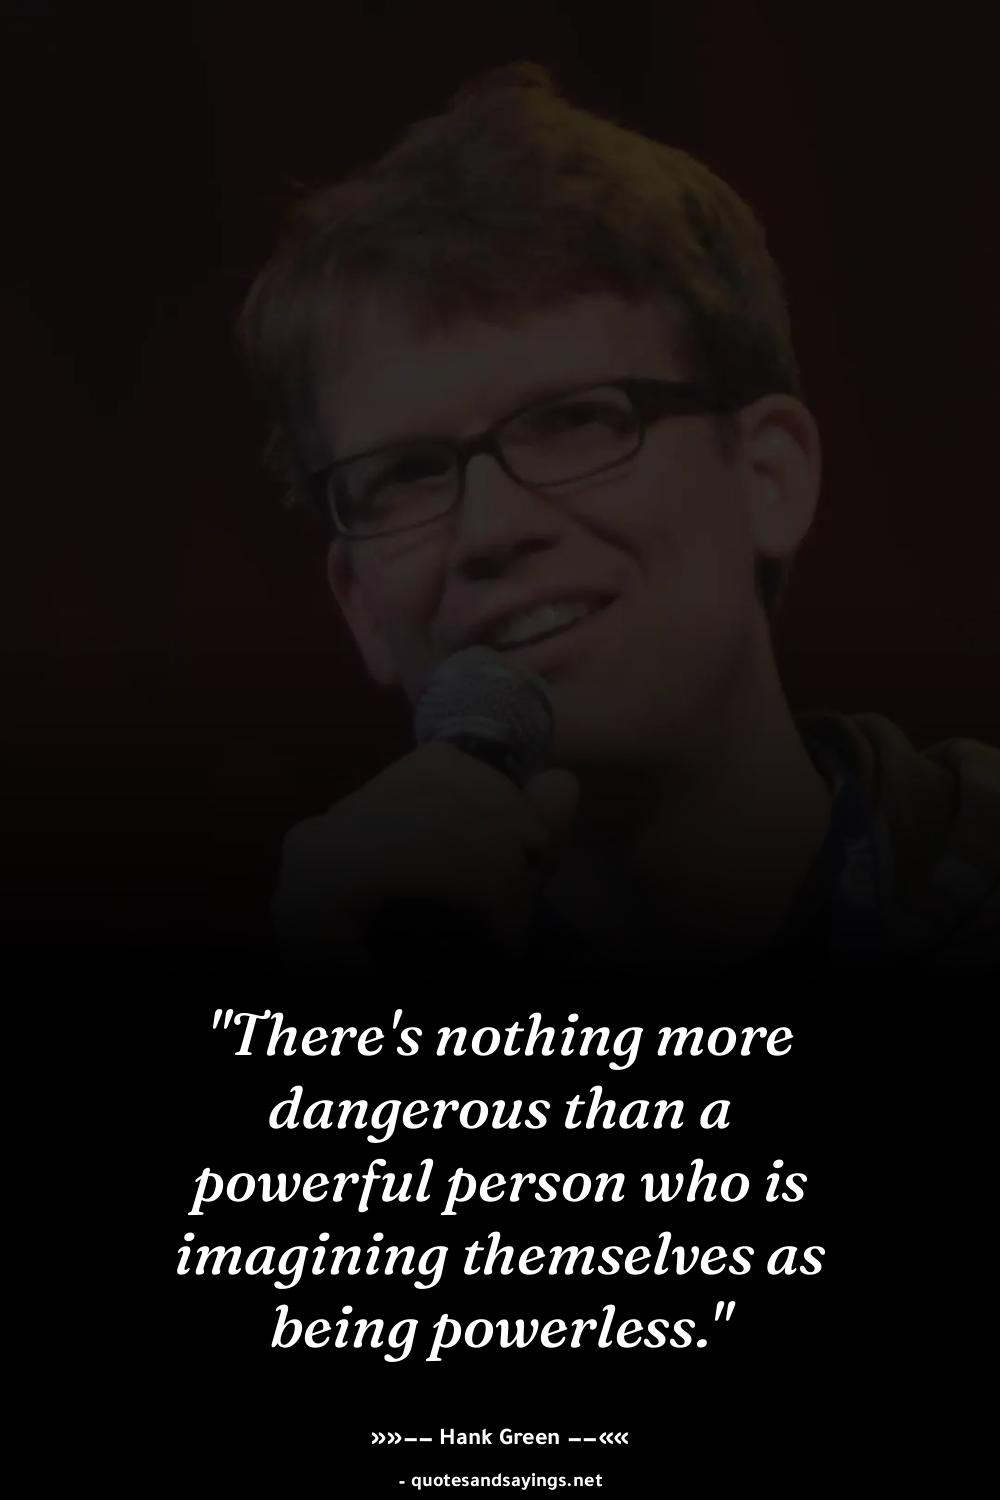 "There's nothing more
dangerous than a
powerful person who is
imagining themselves as
being powerless."
»»−− Hank Green −−««
- quotesandsayings.net